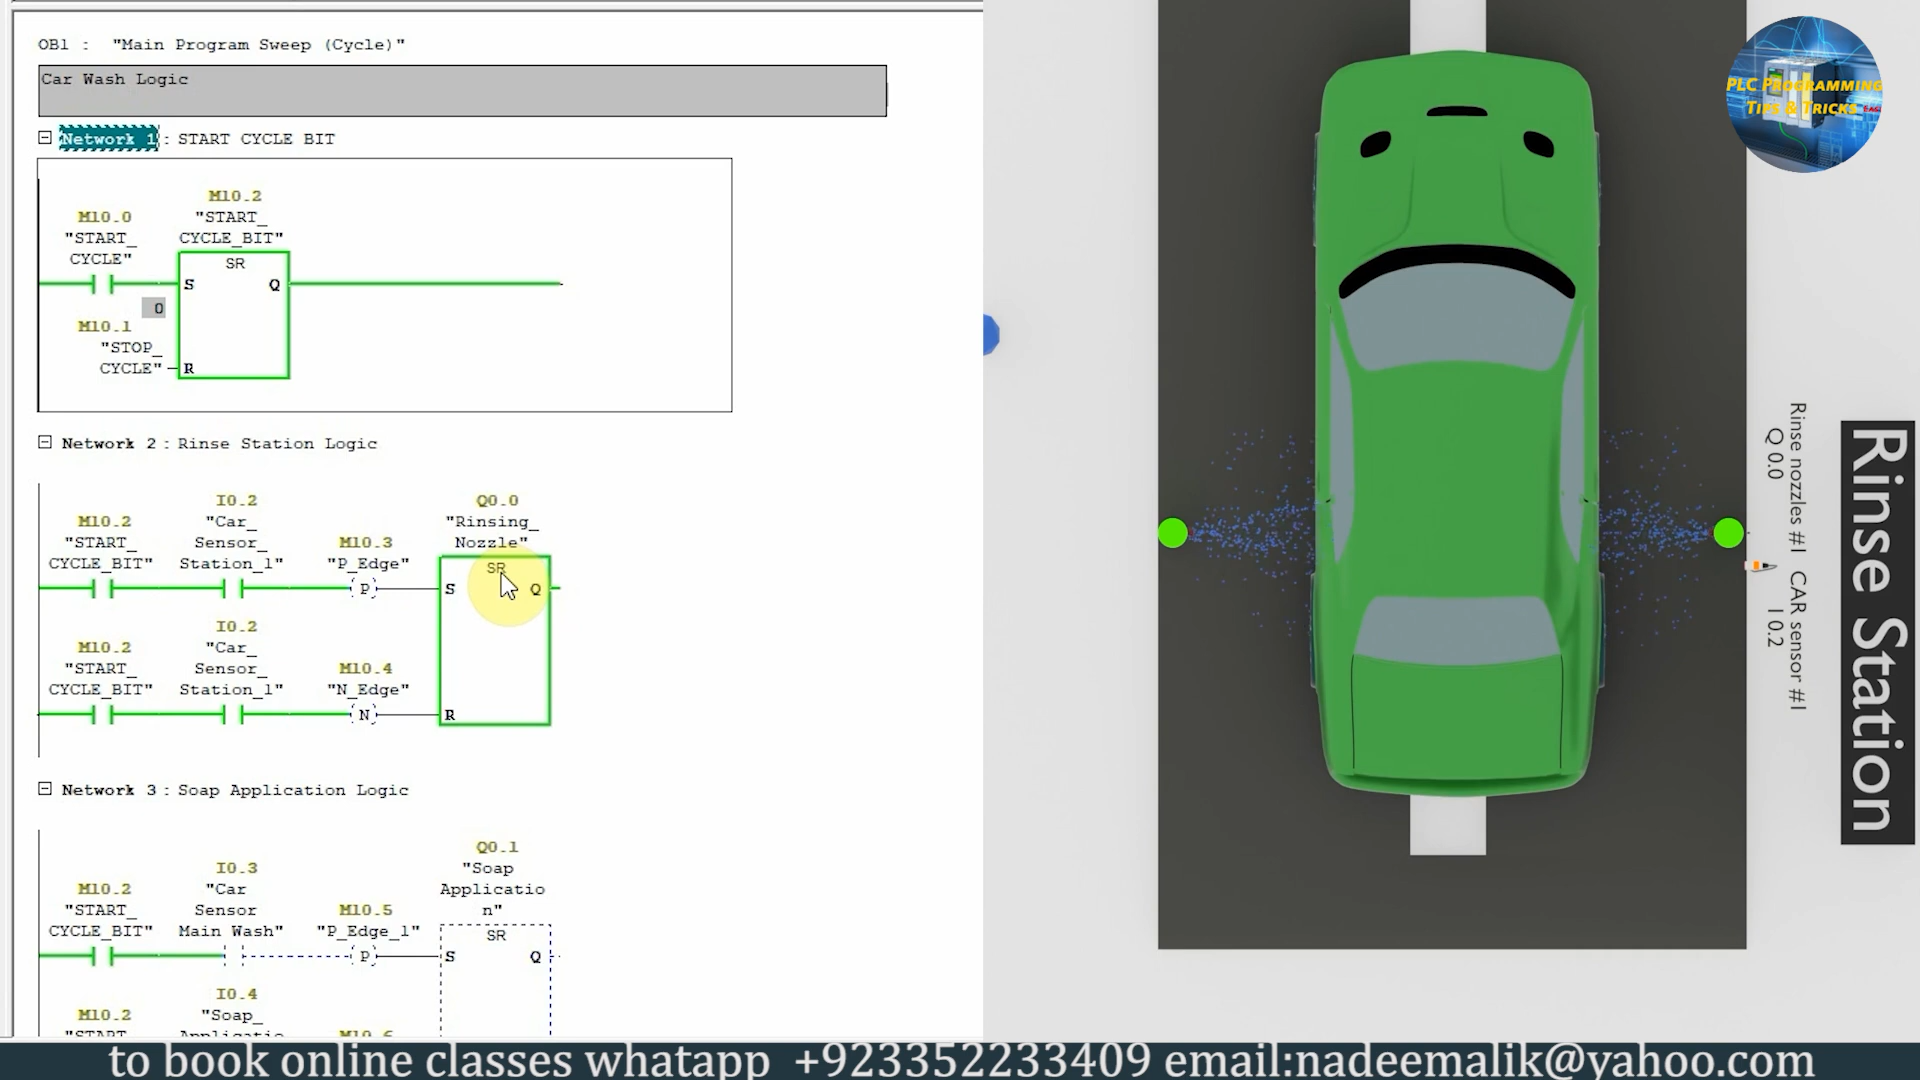 OB1 : "Main Program Sweep (Cycle)"
Car Wash Logic
Network 1: START CYCLE BIT
M10.2
"START_
CYCLE_BIT"
M10.0
"START_
CYCLE"
SR
S Q
0
M10.1
"STOP_
CYCLE"
R
Network 2: Rinse Station Logic
M10.2
"START_
CYCLE_BIT"
I0.2
"Car_
Sensor_
Station_1"
M10.3
"P_Edge"
P
Q0.0
"Rinsing_
Nozzle"
SR
S Q
M10.2
"START_
CYCLE_BIT"
I0.2
"Car_
Sensor_
Station_1"
M10.4
"N_Edge"
N
R
Network 3: Soap Application Logic
M10.2
"START_
CYCLE_BIT"
I0.3
"Car
Sensor
Main Wash"
M10.5
"P_Edge_1"
P
Q0.1
"Soap
Applicatio
n"
SR
S Q
M10.2
"START_
I0.4
"Soap_
Applicatio
M10.6
PLC Programming
Tips & Tricks
Rinse nozzles #1 CAR sensor #1
Q 0.0 I 0.2
Rinse Station
to book online classes whatapp +923352233409 email:nadeemalik@yahoo.com